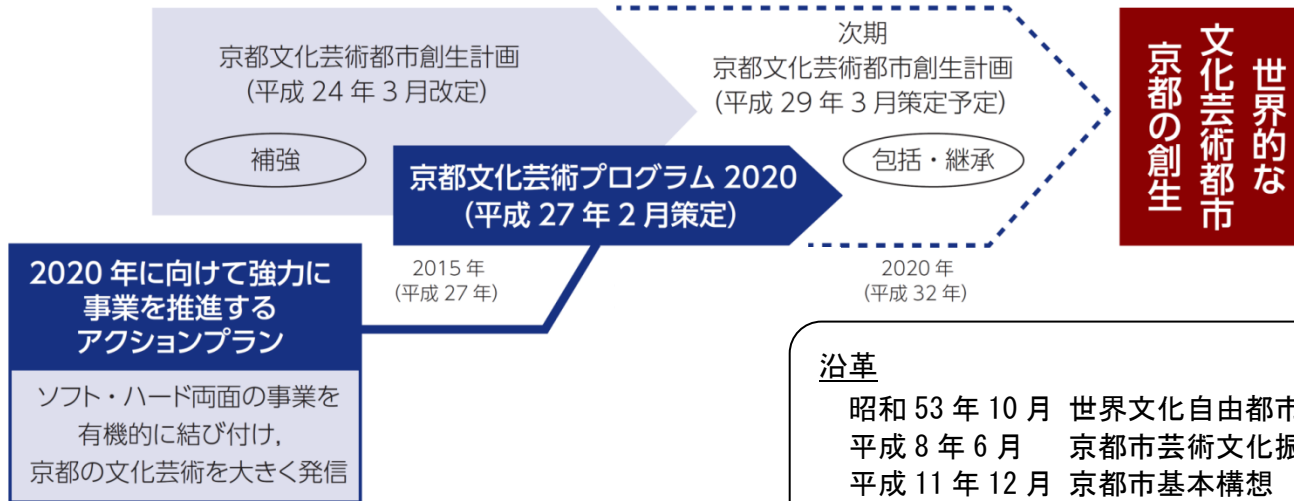 京都文化芸術都市創生計画
(平成 24 年 3 月改定)
補強
次期
京都文化芸術都市創生計画
(平成 29 年 3 月策定予定)
包括・継承
京都文化芸術プログラム 2020
(平成 27 年 2 月策定)
世界的な
文化芸術都市
京都の創生
2015 年
(平成 27 年)
2020 年
(平成 32 年)
2020 年に向けて強力に
事業を推進する
アクションプラン
ソフト・ハード両面の事業を
有機的に結び付け，
京都の文化芸術を大きく発信
沿革
昭和 53 年 10 月 世界文化自由都市
平成 8 年 6 月 京都市芸術文化振
平成 11 年 12 月 京都市基本構想